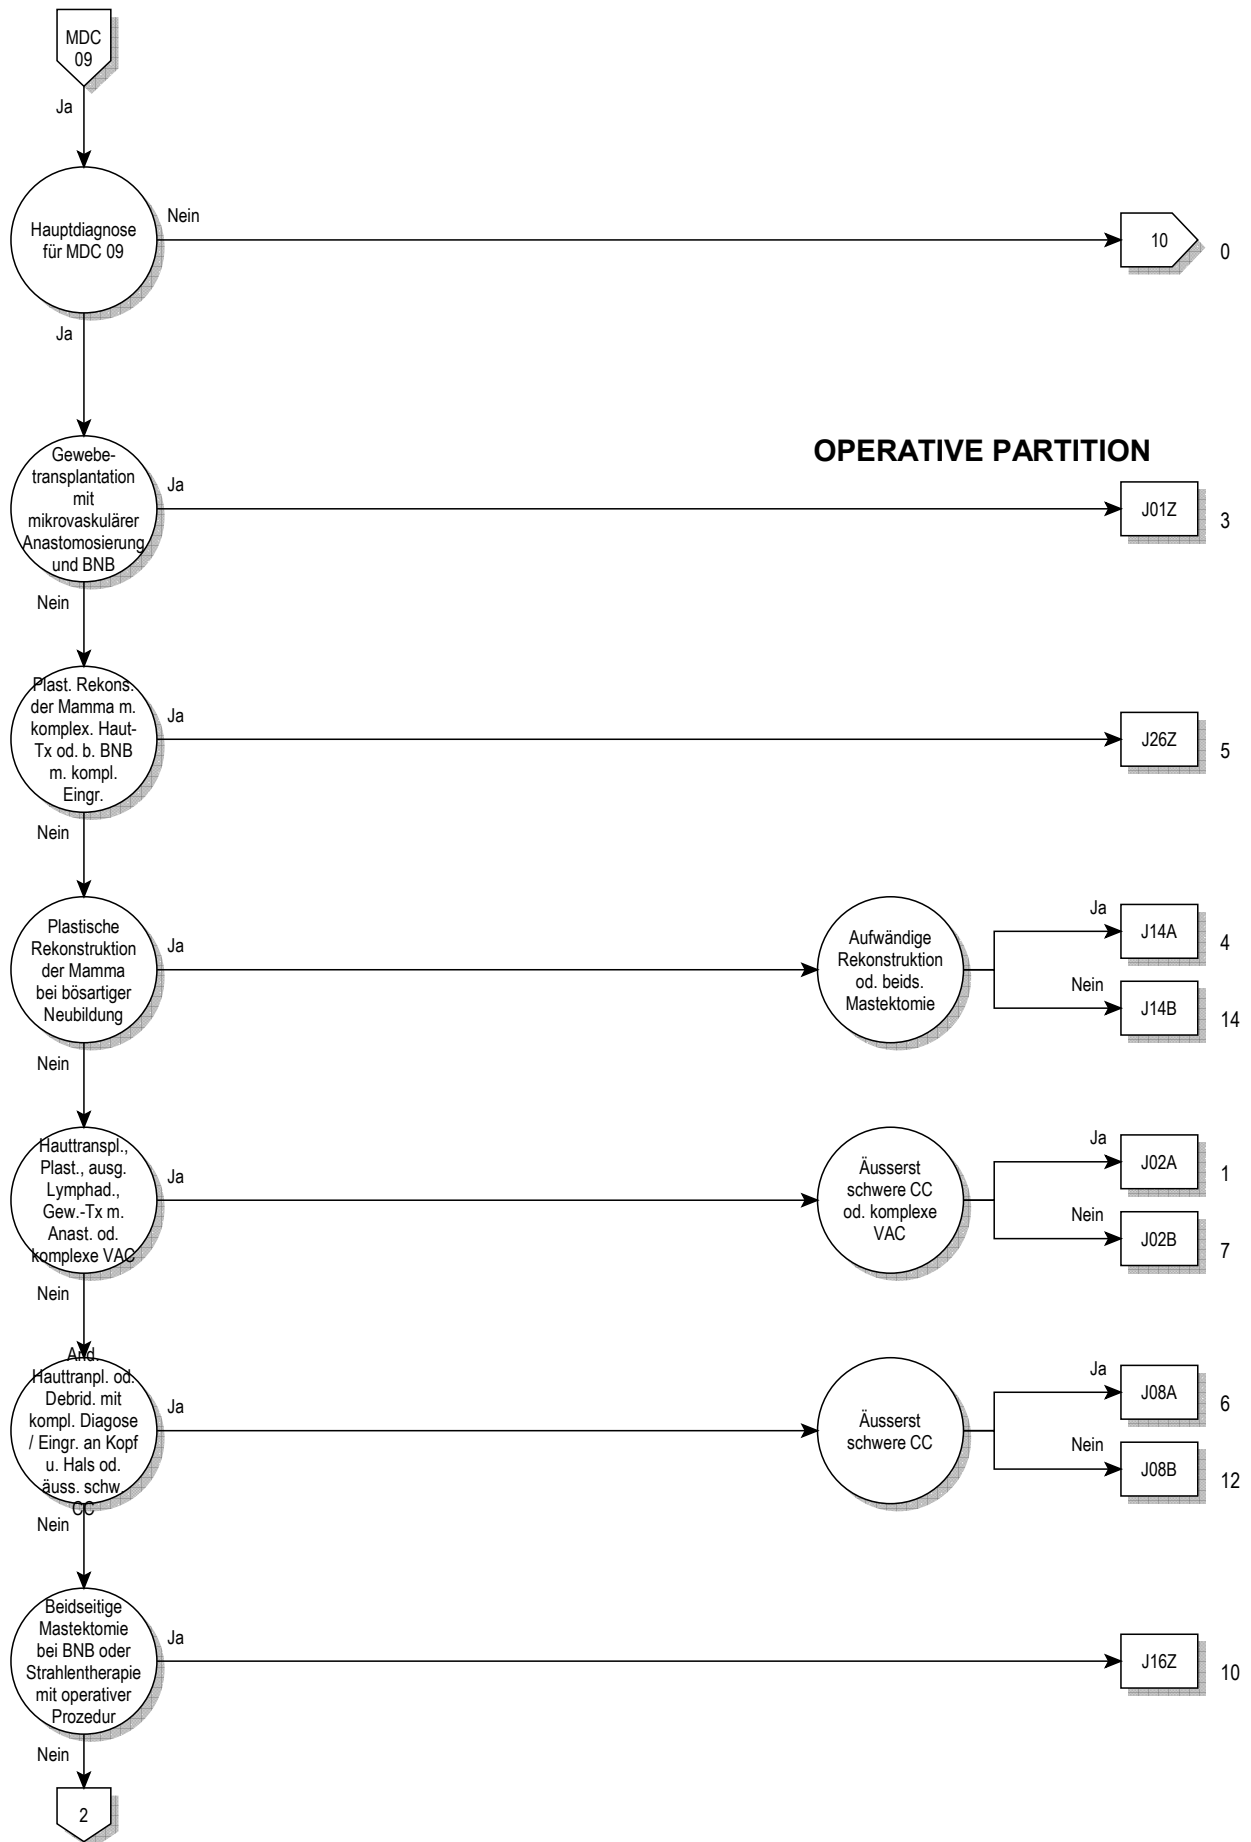 MDC
09
Ja
Hauptdiagnose
für MDC 09
Nein
10
0
Ja
OPERATIVE PARTITION
Gewebe-
transplantation
mit
mikrovaskulärer
Anastomosierung
und BNB
Ja
J01Z
3
Nein
Plast. Rekons.
der Mamma m.
komplex. Haut-
Tx od. b. BNB
m. kompl.
Eingr.
Ja
J26Z
5
Nein
Plastische
Rekonstruktion
der Mamma
bei bösartiger
Neubildung
Ja
Aufwändige
Rekonstruktion
od. beids.
Mastektomie
Ja
J14A
4
Nein
J14B
14
Nein
Hauttranspl.,
Plast., ausg.
Lymphad.,
Gew.-Tx m.
Anast. od.
komplexe VAC
Ja
Äusserst
schwere CC
od. komplexe
VAC
Ja
J02A
1
Nein
J02B
7
Nein
And.
Hauttranpl. od.
Debrid. mit
kompl. Diagose
/ Eingr. an Kopf
u. Hals od.
äuss. schw.
CC
Ja
Äusserst
schwere CC
Ja
J08A
6
Nein
J08B
12
Nein
Beidseitige
Mastektomie
bei BNB oder
Strahlentherapie
mit operativer
Prozedur
Ja
J16Z
10
Nein
2